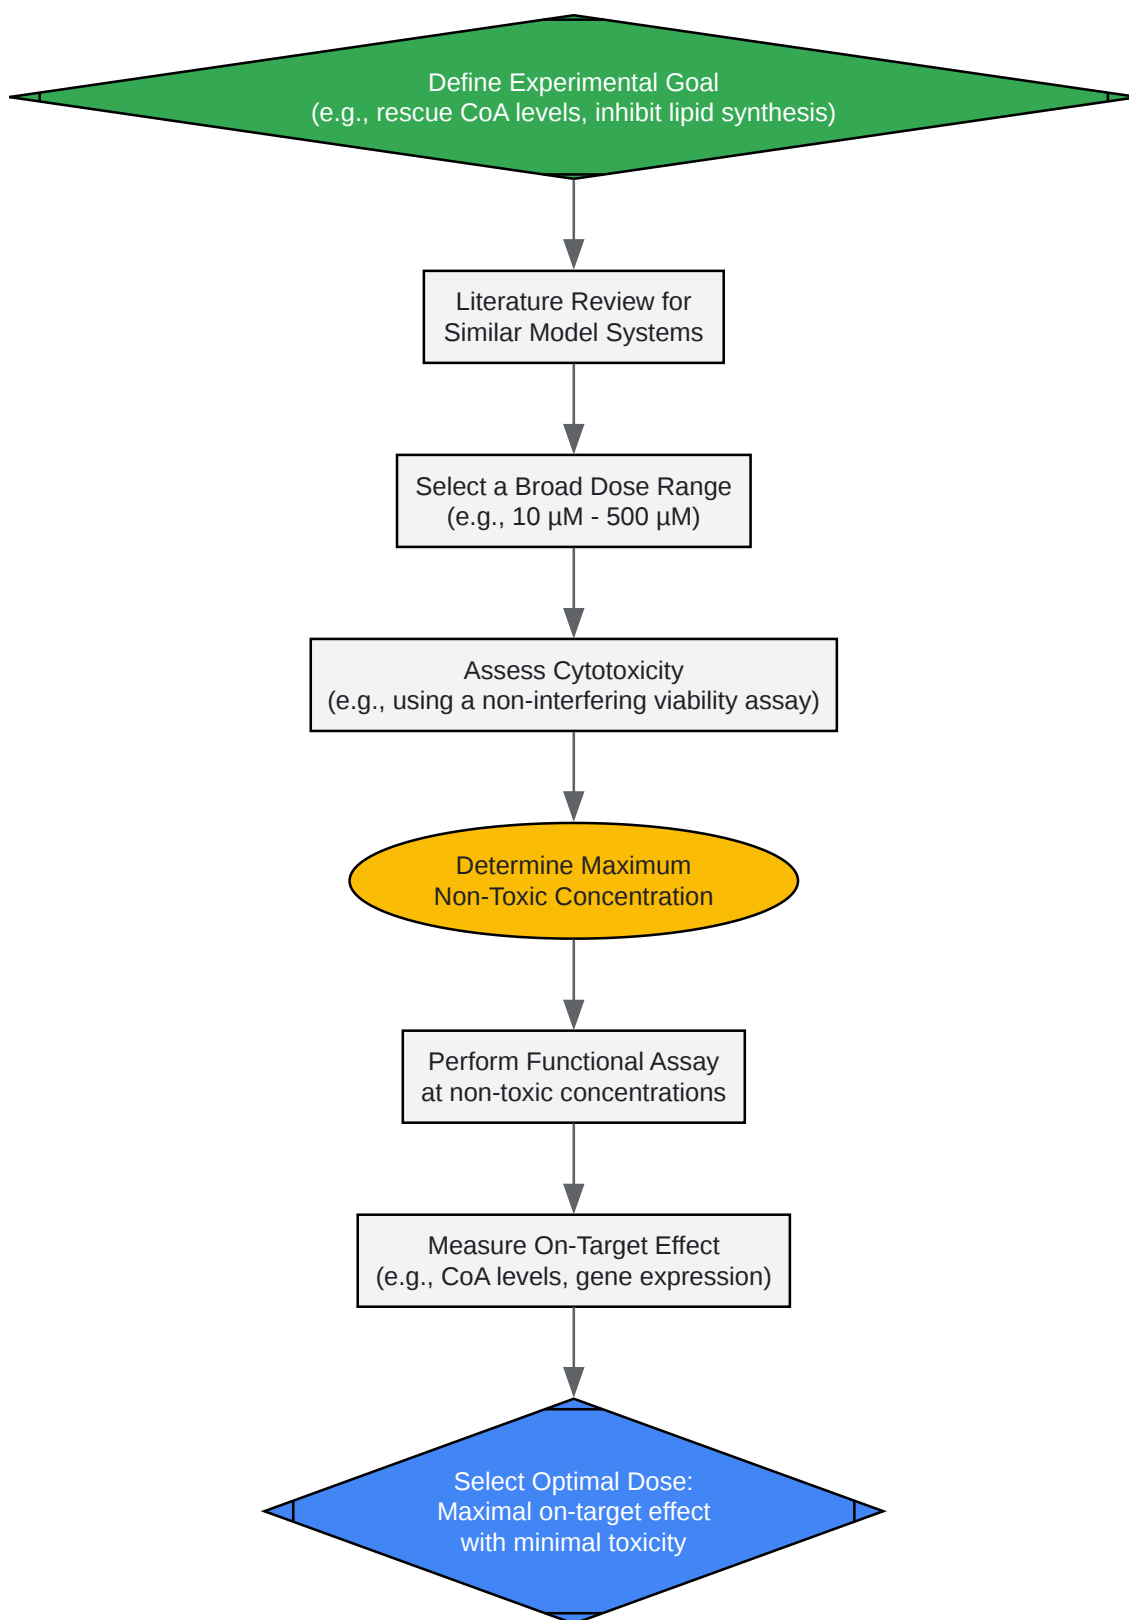 Define Experimental Goal
(e.g., rescue CoA levels, inhibit lipid synthesis)
Literature Review for
Similar Model Systems
Select a Broad Dose Range
(e.g., 10 µM - 500 µM)
Assess Cytotoxicity
(e.g., using a non-interfering viability assay)
Determine Maximum
Non-Toxic Concentration
Perform Functional Assay
at non-toxic concentrations
Measure On-Target Effect
(e.g., CoA levels, gene expression)
Select Optimal Dose:
Maximal on-target effect
with minimal toxicity